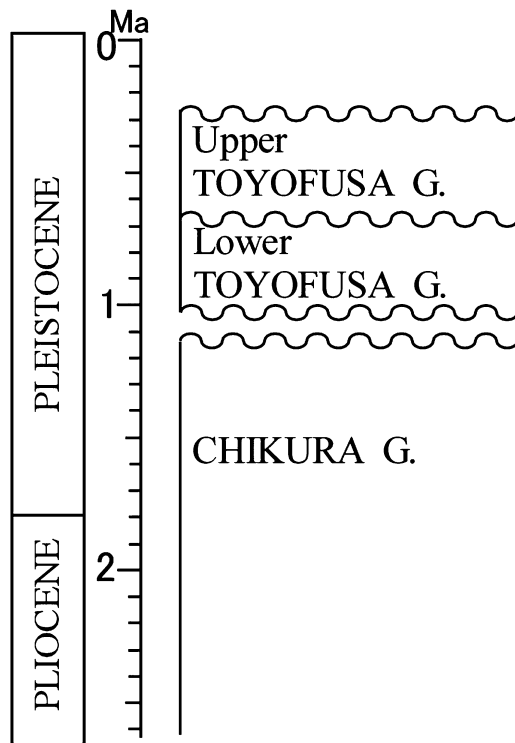 Ma
0
Upper
TOYOFUSA G.
Lower
TOYOFUSA G.
1
CHIKURA G.
2
PLEISTOCENE
PLIOCENE